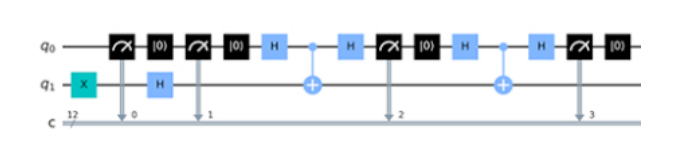 q₀ |0⟩ |0⟩ H H |0⟩ H H |0⟩
q₁ X H
c 12 0 1 2 3